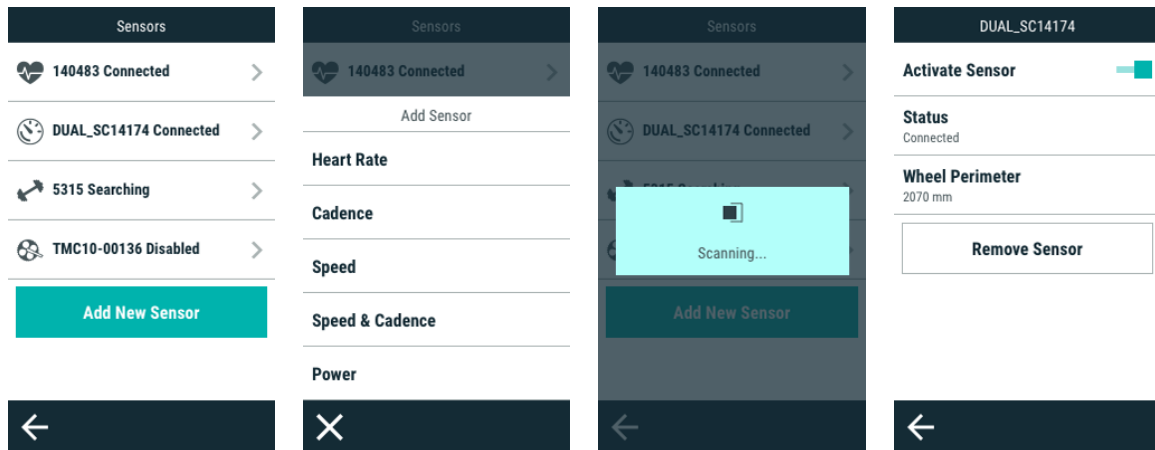 Sensors
140483 Connected
DUAL_SC14174 Connected
5315 Searching
TMC10-00136 Disabled
Add New Sensor
Sensors
140483 Connected
Add Sensor
Heart Rate
Cadence
Speed
Speed & Cadence
Power
Sensors
140483 Connected
DUAL_SC14174 Connected
Scanning...
Add New Sensor
DUAL_SC14174
Activate Sensor
Status
Connected
Wheel Perimeter
2070 mm
Remove Sensor